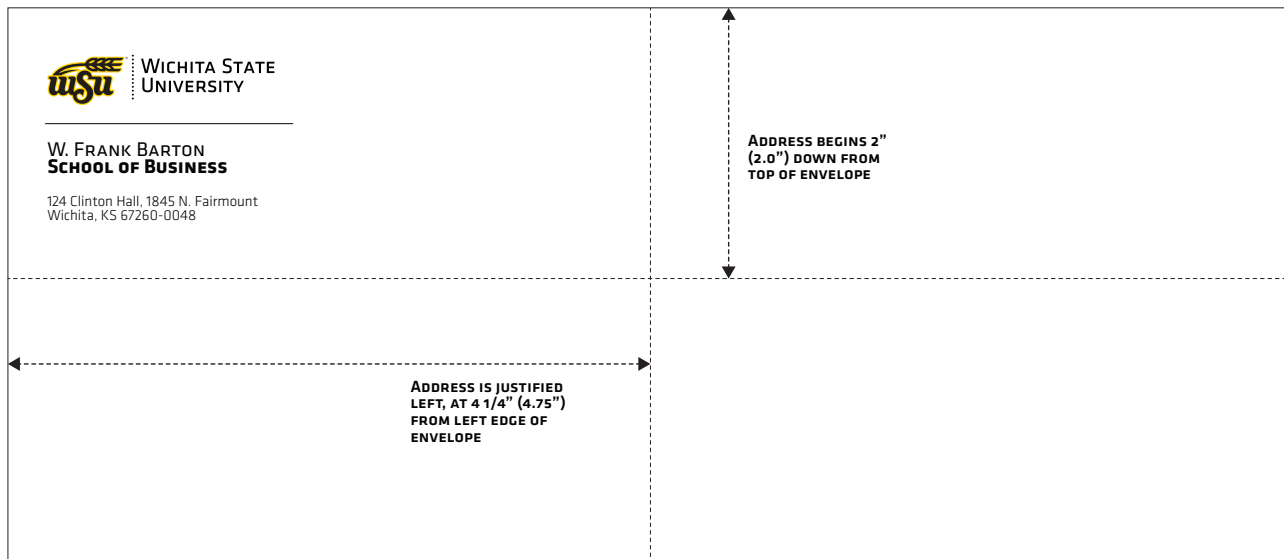 WSU
WICHITA STATE
UNIVERSITY
W. FRANK BARTON
SCHOOL OF BUSINESS
124 Clinton Hall, 1845 N. Fairmount
Wichita, KS 67260-0048
ADDRESS BEGINS 2”
(2.0”) DOWN FROM
TOP OF ENVELOPE
ADDRESS IS JUSTIFIED
LEFT, AT 4 1/4” (4.75”)
FROM LEFT EDGE OF
ENVELOPE